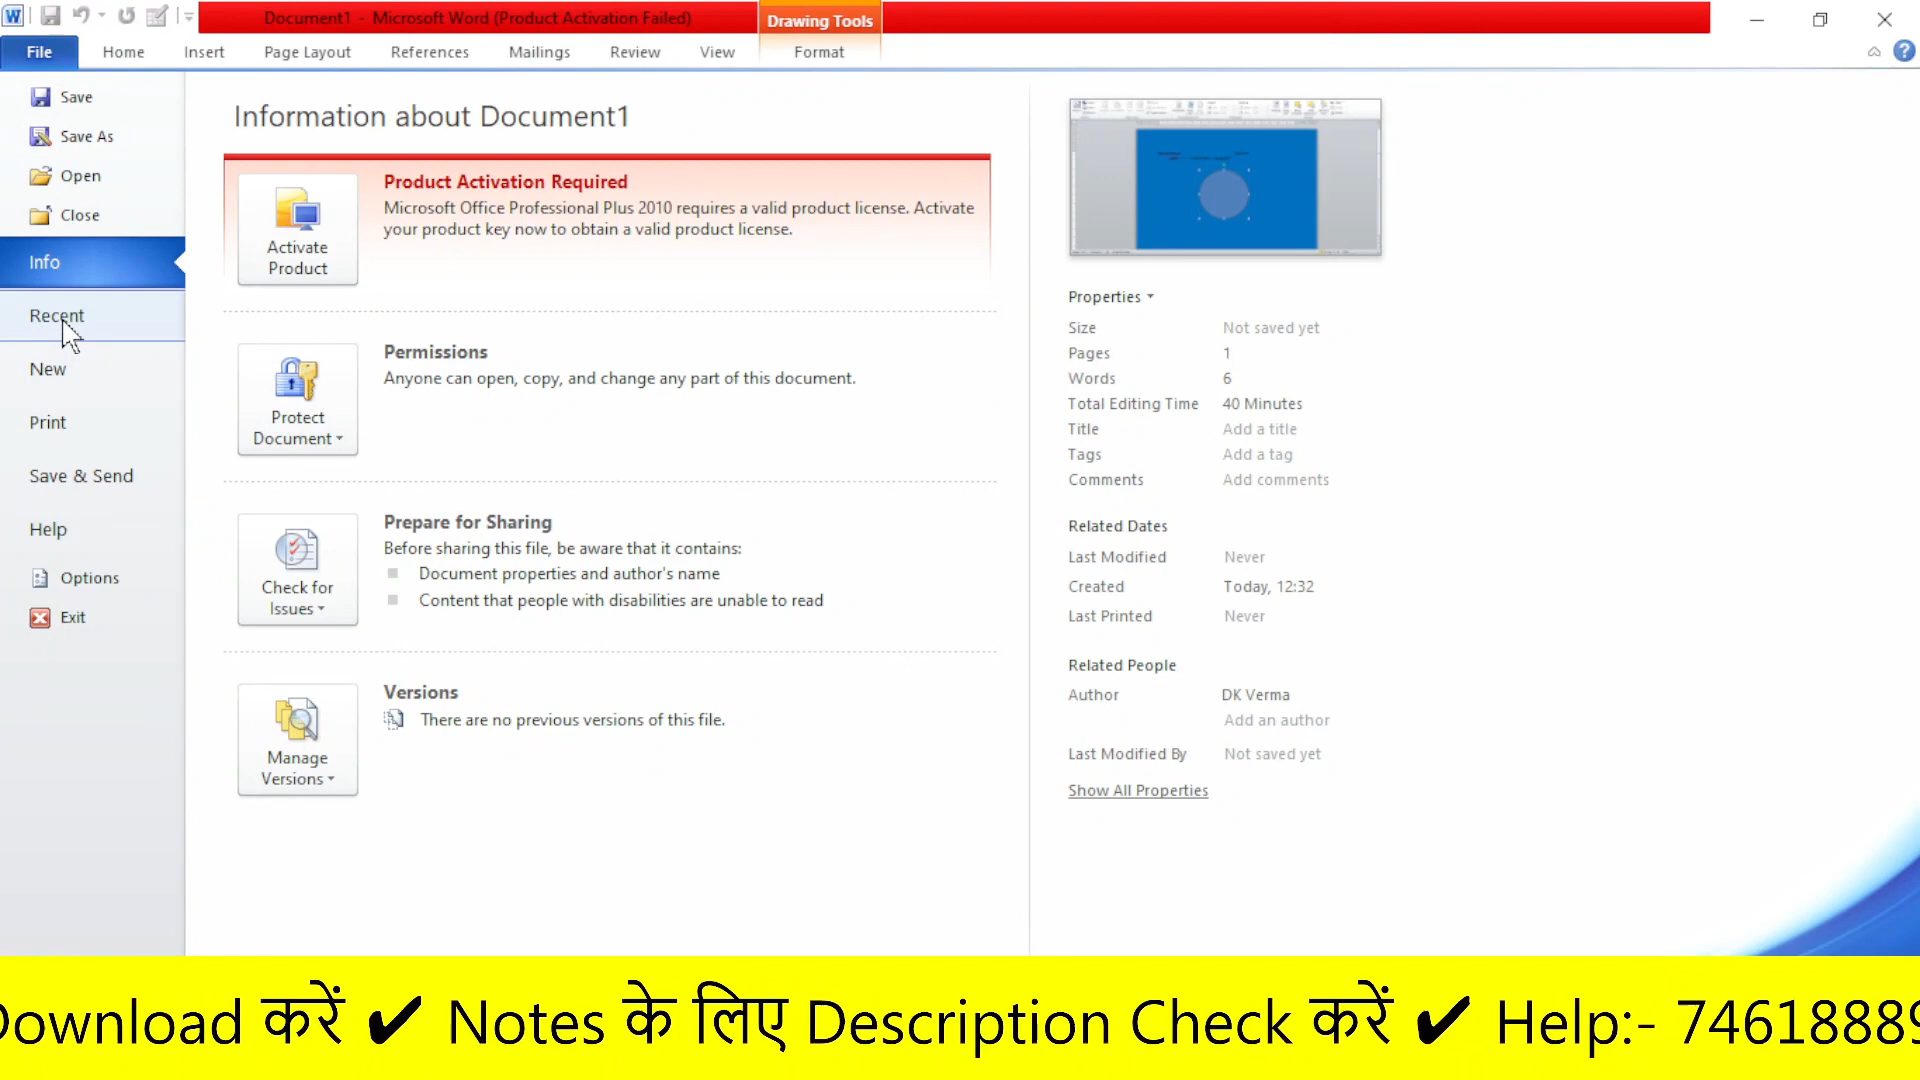 Document1 - Microsoft Word (Product Activation Failed)
Drawing Tools
File Home Insert Page Layout References Mailings Review View Format
Save
Save As
Open
Close
Info
Recent
New
Print
Save & Send
Help
Options
Exit
Information about Document1
Activate
Product
Product Activation Required
Microsoft Office Professional Plus 2010 requires a valid product license. Activate
your product key now to obtain a valid product license.
Protect
Document
Permissions
Anyone can open, copy, and change any part of this document.
Check for
Issues
Prepare for Sharing
Before sharing this file, be aware that it contains:
Document properties and author's name
Content that people with disabilities are unable to read
Manage
Versions
Versions
There are no previous versions of this file.
Properties
Size Not saved yet
Pages 1
Words 6
Total Editing Time 40 Minutes
Title Add a title
Tags Add a tag
Comments Add comments
Related Dates
Last Modified Never
Created Today, 12:32
Last Printed Never
Related People
Author DK Verma
Add an author
Last Modified By Not saved yet
Show All Properties
Download करें ✔ Notes के लिए Description Check करें ✔ Help:- 74618889